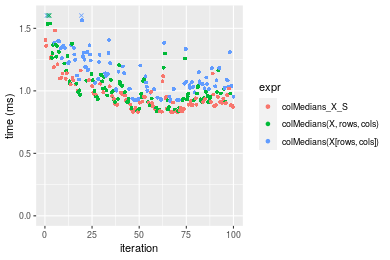 1.5
1.0
0.5
0.0
time (ms)
0
25
50
75
100
iteration
expr
colMedians_X_S
colMedians(X, rows, cols)
colMedians(X[rows, cols])